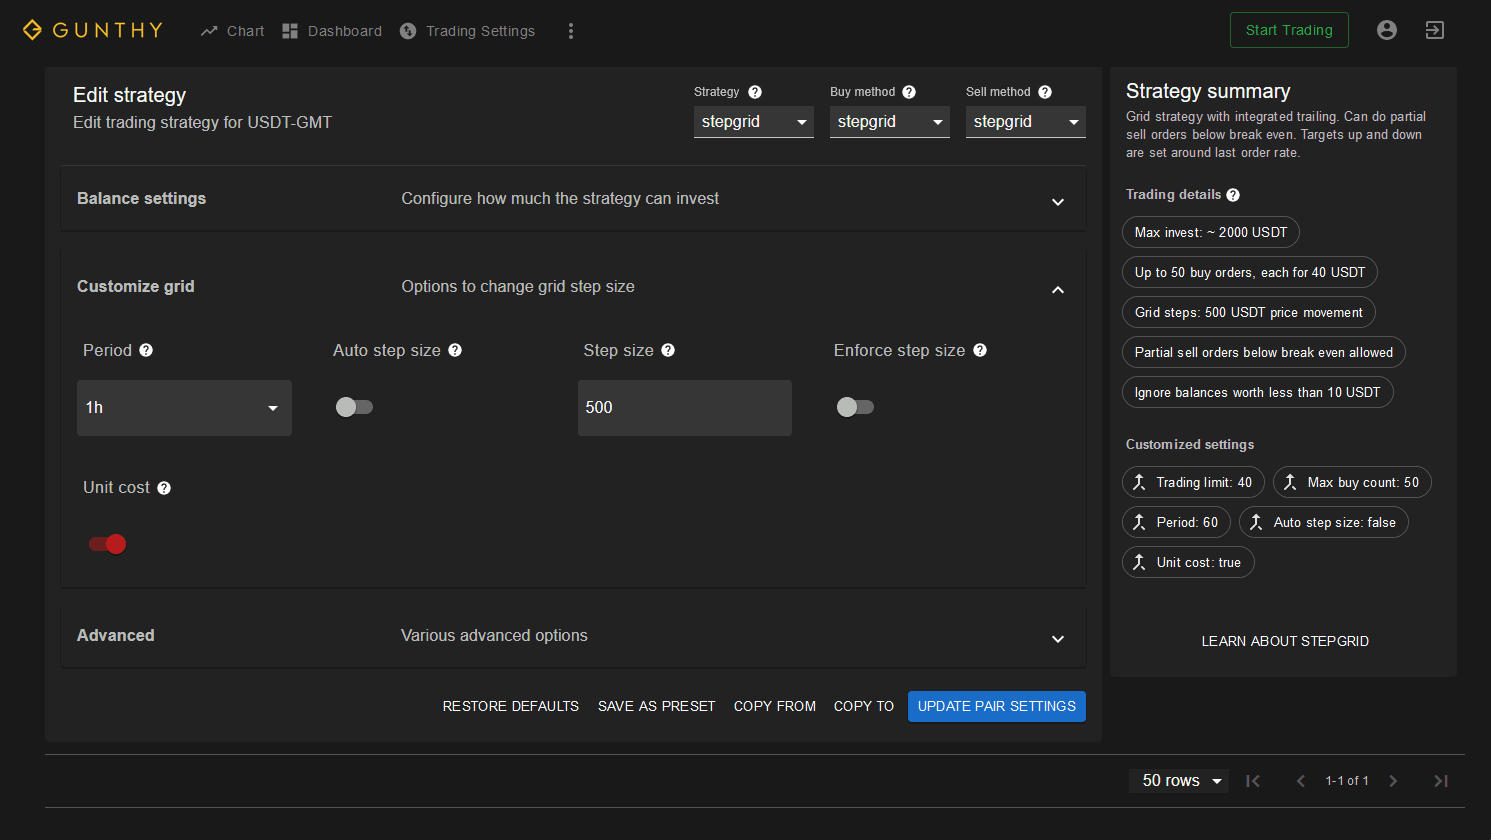 GUNTHY
Chart
Dashboard
Trading Settings
Start Trading
Edit strategy
Edit trading strategy for USDT-GMT
Strategy
stepgrid
Buy method
stepgrid
Sell method
stepgrid
Balance settings
Configure how much the strategy can invest
Customize grid
Options to change grid step size
Period
1h
Auto step size
Step size
500
Enforce step size
Unit cost
Advanced
Various advanced options
RESTORE DEFAULTS
SAVE AS PRESET
COPY FROM
COPY TO
UPDATE PAIR SETTINGS
Strategy summary
Grid strategy with integrated trailing. Can do partial
sell orders below break even. Targets up and down
are set around last order rate.
Trading details
Max invest: ~ 2000 USDT
Up to 50 buy orders, each for 40 USDT
Grid steps: 500 USDT price movement
Partial sell orders below break even allowed
Ignore balances worth less than 10 USDT
Customized settings
Trading limit: 40
Max buy count: 50
Period: 60
Auto step size: false
Unit cost: true
LEARN ABOUT STEPGRID
50 rows
1-1 of 1